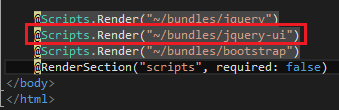 @Scripts.Render("~/bundles/jquery")
@Scripts.Render("~/bundles/jquery-ui")
@Scripts.Render("~/bundles/bootstrap")
@RenderSection("scripts", required: false)
</body>
</html>